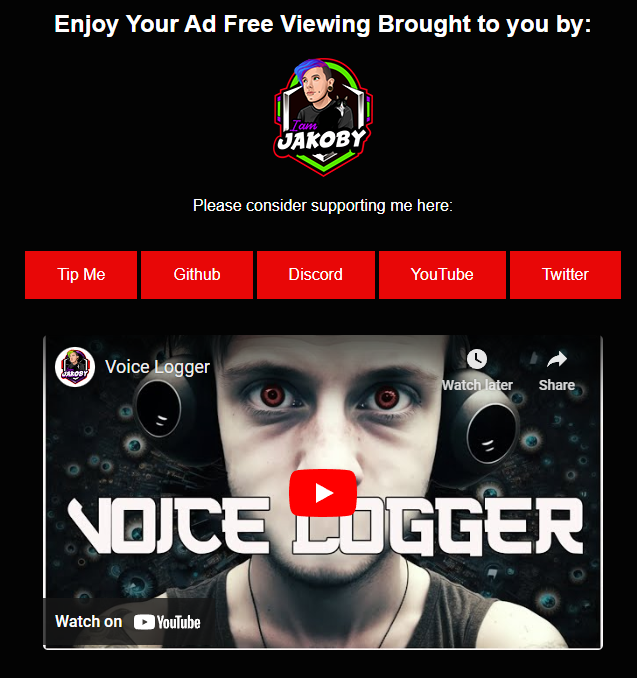 Enjoy Your Ad Free Viewing Brought to you by:
I am
JAKOBY
Please consider supporting me here:
Tip Me
Github
Discord
YouTube
Twitter
JAKOBY
Voice Logger
Watch later
Share
VOICE LOGGER
Watch on YouTube